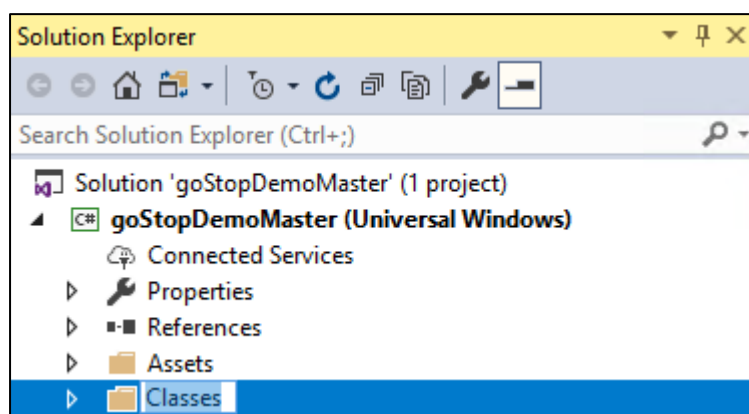 Solution Explorer
Search Solution Explorer (Ctrl+;)
Solution 'goStopDemoMaster' (1 project)
C# goStopDemoMaster (Universal Windows)
Connected Services
Properties
References
Assets
Classes